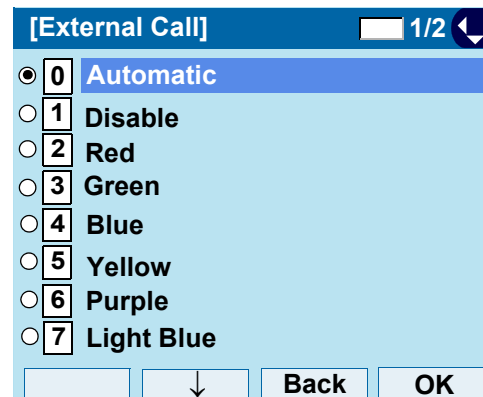 [External Call] 1/2
0 Automatic
1 Disable
2 Red
3 Green
4 Blue
5 Yellow
6 Purple
7 Light Blue
↓ Back OK